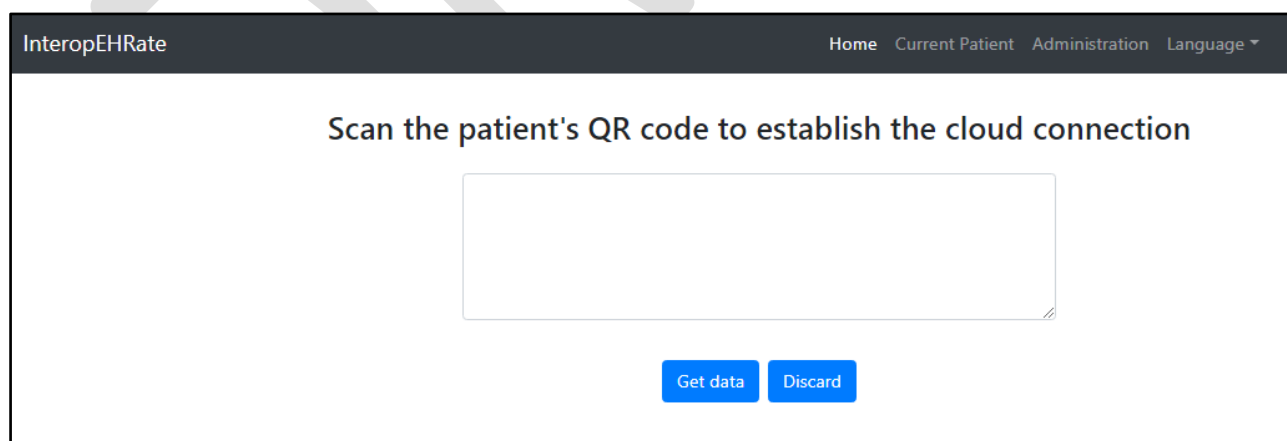 InteropEHRate Home Current Patient Administration Language
Scan the patient's QR code to establish the cloud connection
Get data Discard